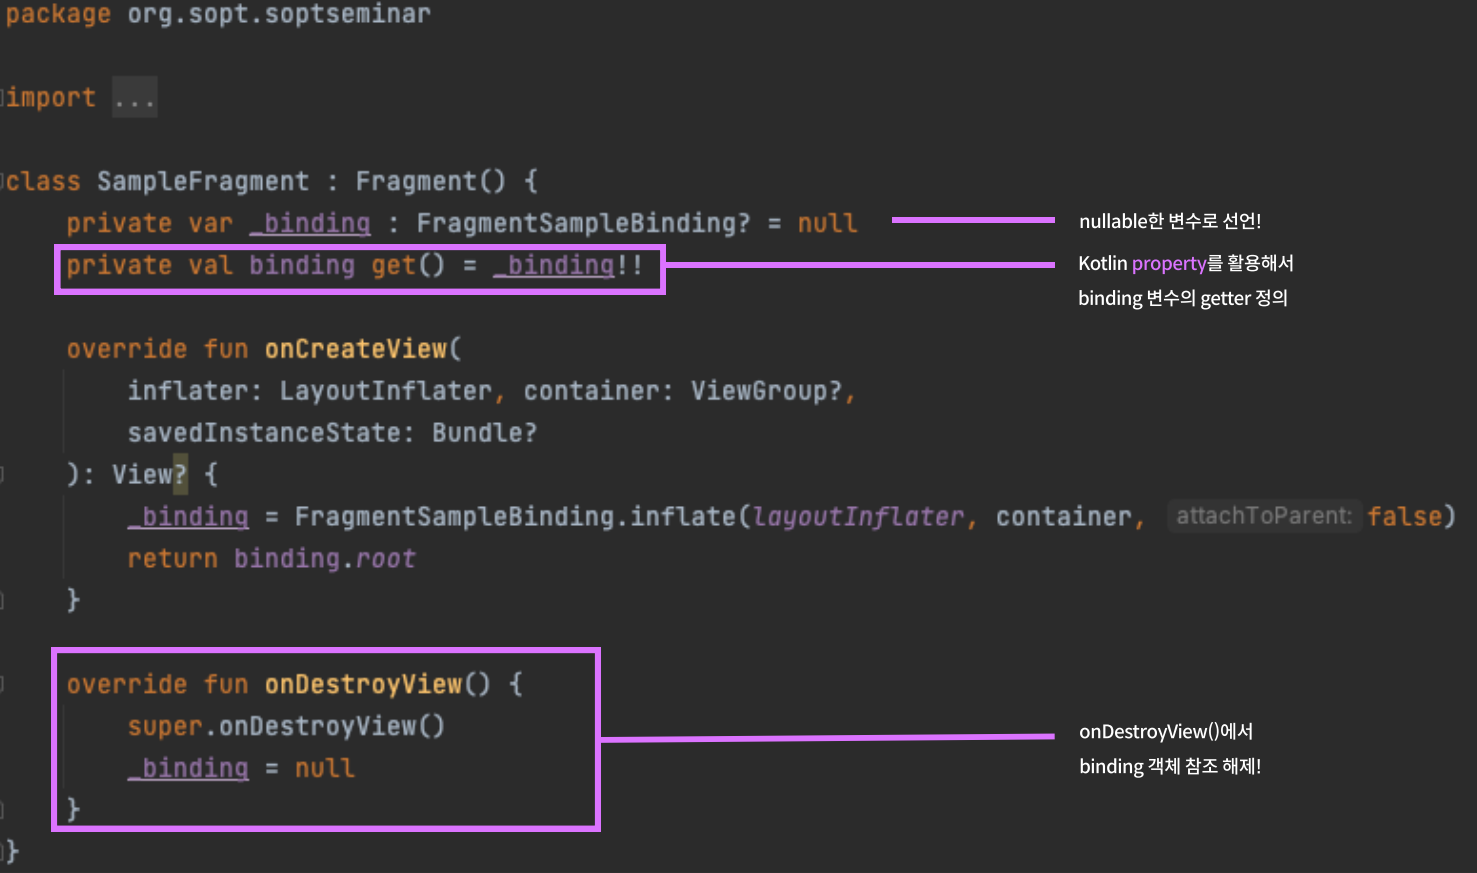 package org.sopt.soptseminar
import ...
class SampleFragment : Fragment() {
private var _binding : FragmentSampleBinding? = null
nullable한 변수로 선언!
private val binding get() = _binding!!
Kotlin property를 활용해서
binding 변수의 getter 정의
override fun onCreateView(
inflater: LayoutInflater, container: ViewGroup?,
savedInstanceState: Bundle?
): View? {
_binding = FragmentSampleBinding.inflate(layoutInflater, container, attachToParent: false)
return binding.root
}
override fun onDestroyView() {
super.onDestroyView()
_binding = null
}
onDestroyView()에서
binding 객체 참조 해제!
}